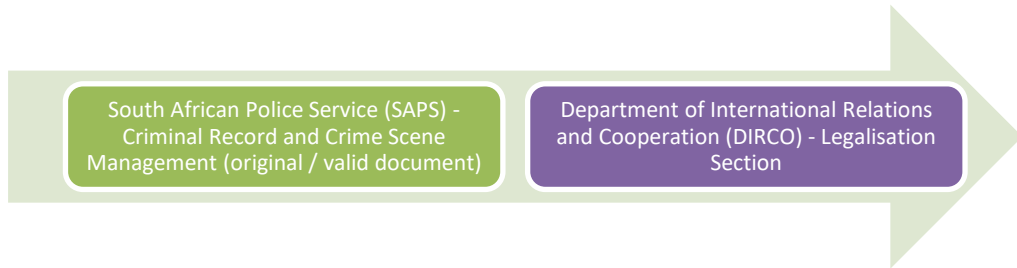 South African Police Service (SAPS) -
Criminal Record and Crime Scene
Management (original / valid document)
Department of International Relations
and Cooperation (DIRCO) - Legalisation
Section